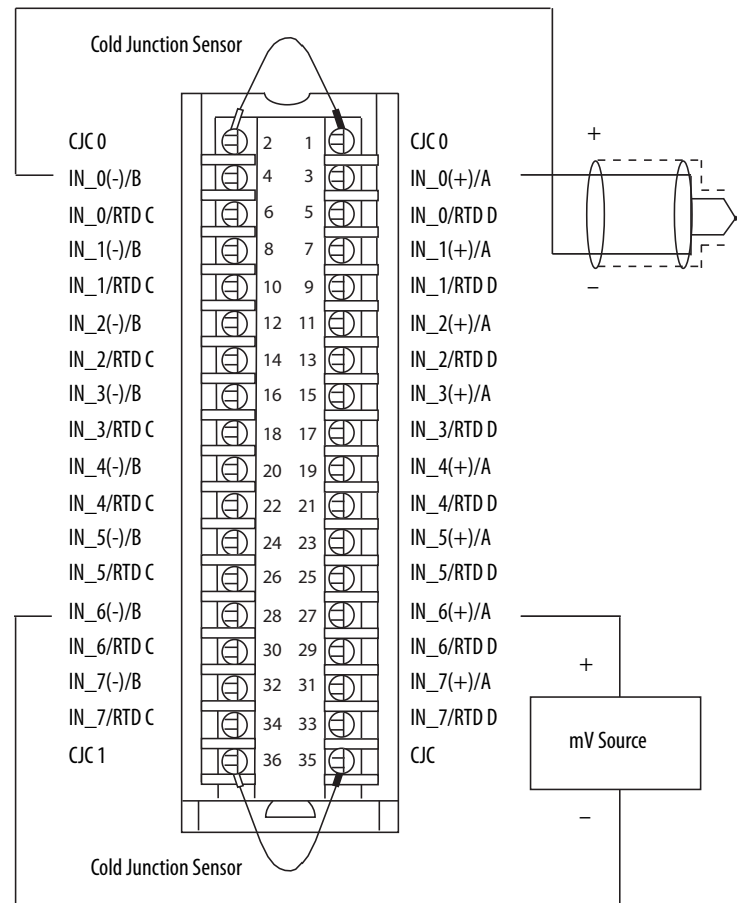 Cold Junction Sensor
CJC 0 2 1 CJC 0
+
IN_0(-)/B 4 3 IN_0(+)/A
IN_0/RTD C 6 5 IN_0/RTD D
IN_1(-)/B 8 7 IN_1(+)/A
IN_1/RTD C 10 9 IN_1/RTD D
–
IN_2(-)/B 12 11 IN_2(+)/A
IN_2/RTD C 14 13 IN_2/RTD D
IN_3(-)/B 16 15 IN_3(+)/A
IN_3/RTD C 18 17 IN_3/RTD D
IN_4(-)/B 20 19 IN_4(+)/A
IN_4/RTD C 22 21 IN_4/RTD D
IN_5(-)/B 24 23 IN_5(+)/A
IN_5/RTD C 26 25 IN_5/RTD D
IN_6(-)/B 28 27 IN_6(+)/A
IN_6/RTD C 30 29 IN_6/RTD D
+
IN_7(-)/B 32 31 IN_7(+)/A
IN_7/RTD C 34 33 IN_7/RTD D
mV Source
CJC 1 36 35 CJC
–
Cold Junction Sensor